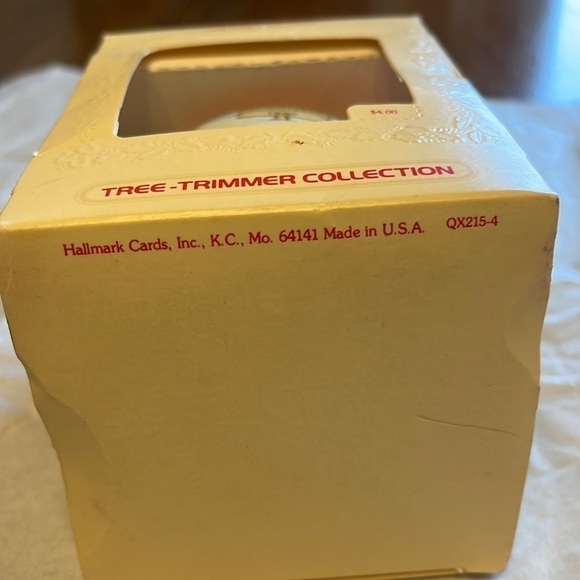 $4.00
TREE-TRIMMER COLLECTION
Hallmark Cards, Inc., K.C., Mo. 64141 Made in U.S.A. QX215-4